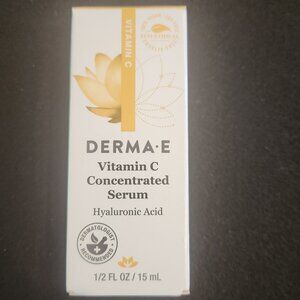 VITAMIN C
DERMA·E
Vitamin C
Concentrated
Serum
Hyaluronic Acid
DERMATOLOGIST
RECOMMENDED
1/2 FL OZ / 15 mL